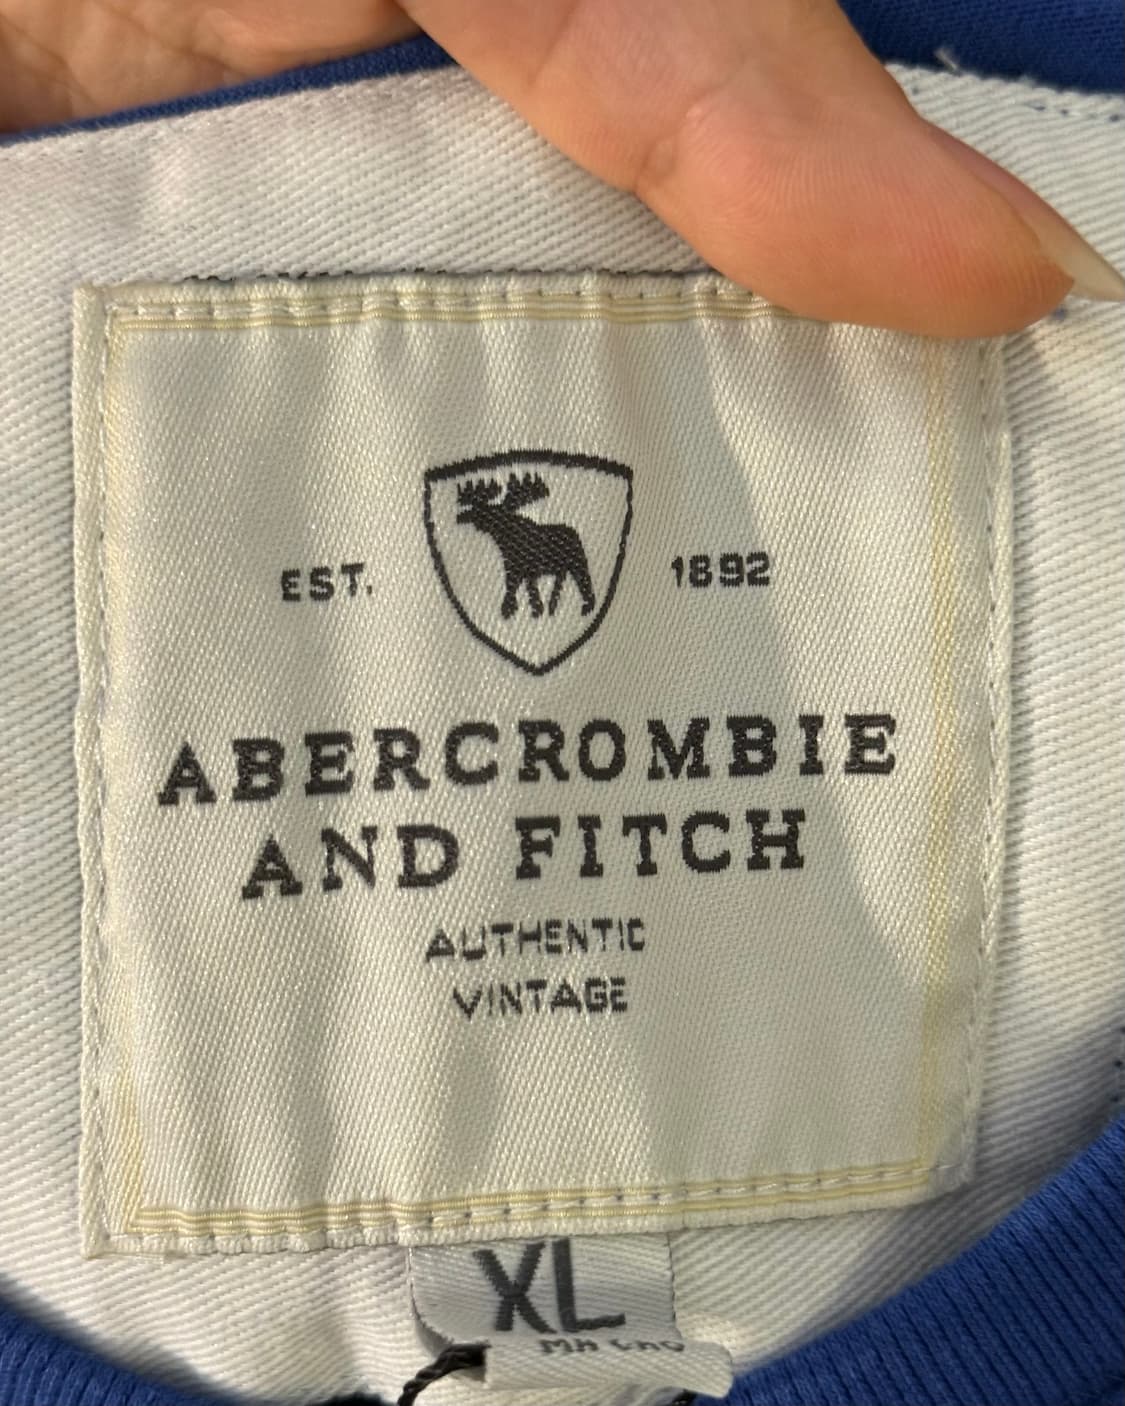 EST. 1892
ABERCROMBIE
AND FITCH
AUTHENTIC
VINTAGE
XL